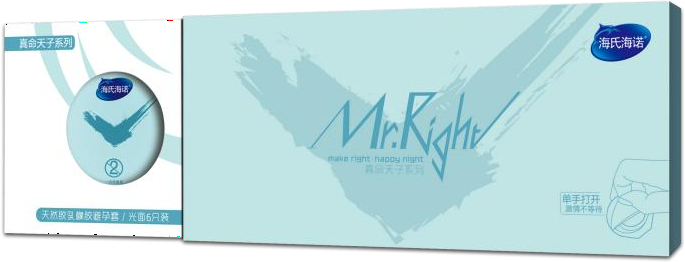 真命天子系列
海氏海诺
2
天然胶乳橡胶避孕套/光面6只装
海氏海诺
Mr.Right
make right·happy night
真命天子系列
单手打开
激情不等待